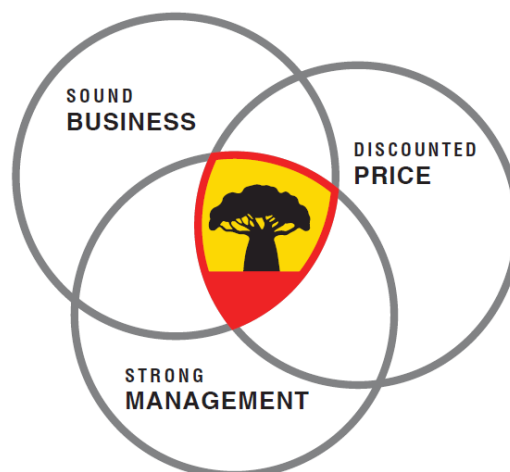 SOUND
BUSINESS
DISCOUNTED
PRICE
STRONG
MANAGEMENT